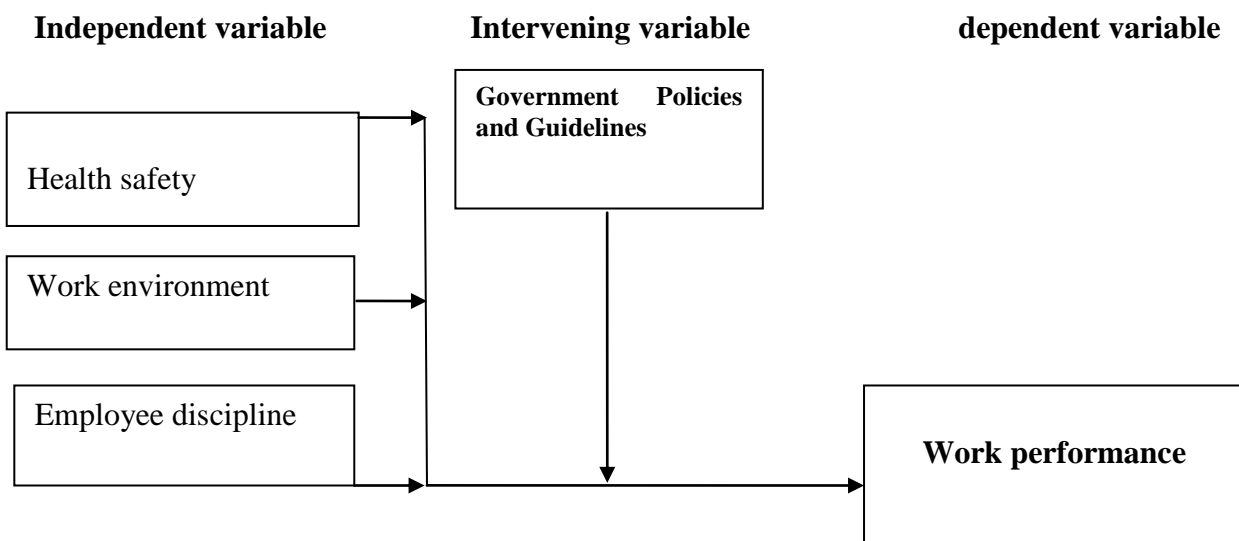 Independent variable Intervening variable dependent variable
Government Policies
and Guidelines
Health safety
Work environment
Employee discipline
Work performance